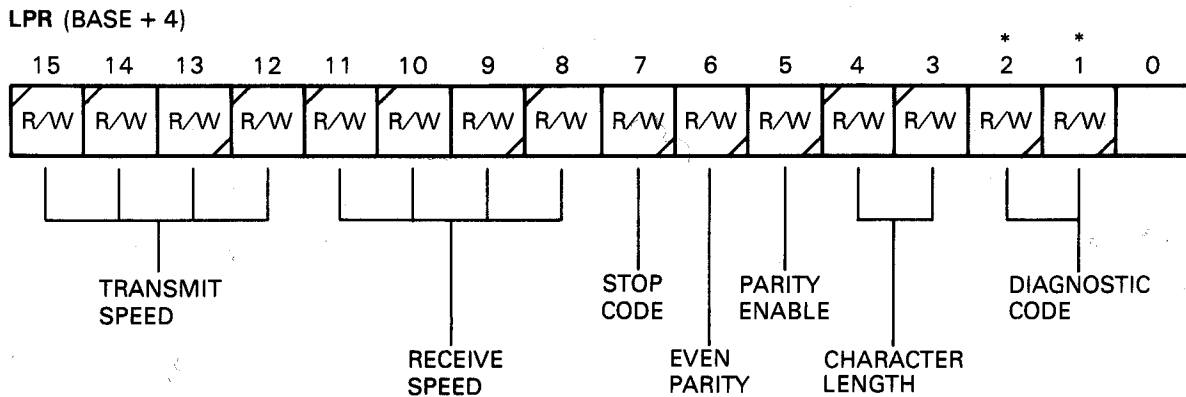 LPR (BASE + 4)
* *
15 14 13 12 11 10 9 8 7 6 5 4 3 2 1 0
R/W R/W R/W R/W R/W R/W R/W R/W R/W R/W R/W R/W R/W R/W R/W
TRANSMIT
SPEED
RECEIVE
SPEED
STOP
CODE
EVEN
PARITY
PARITY
ENABLE
CHARACTER
LENGTH
DIAGNOSTIC
CODE